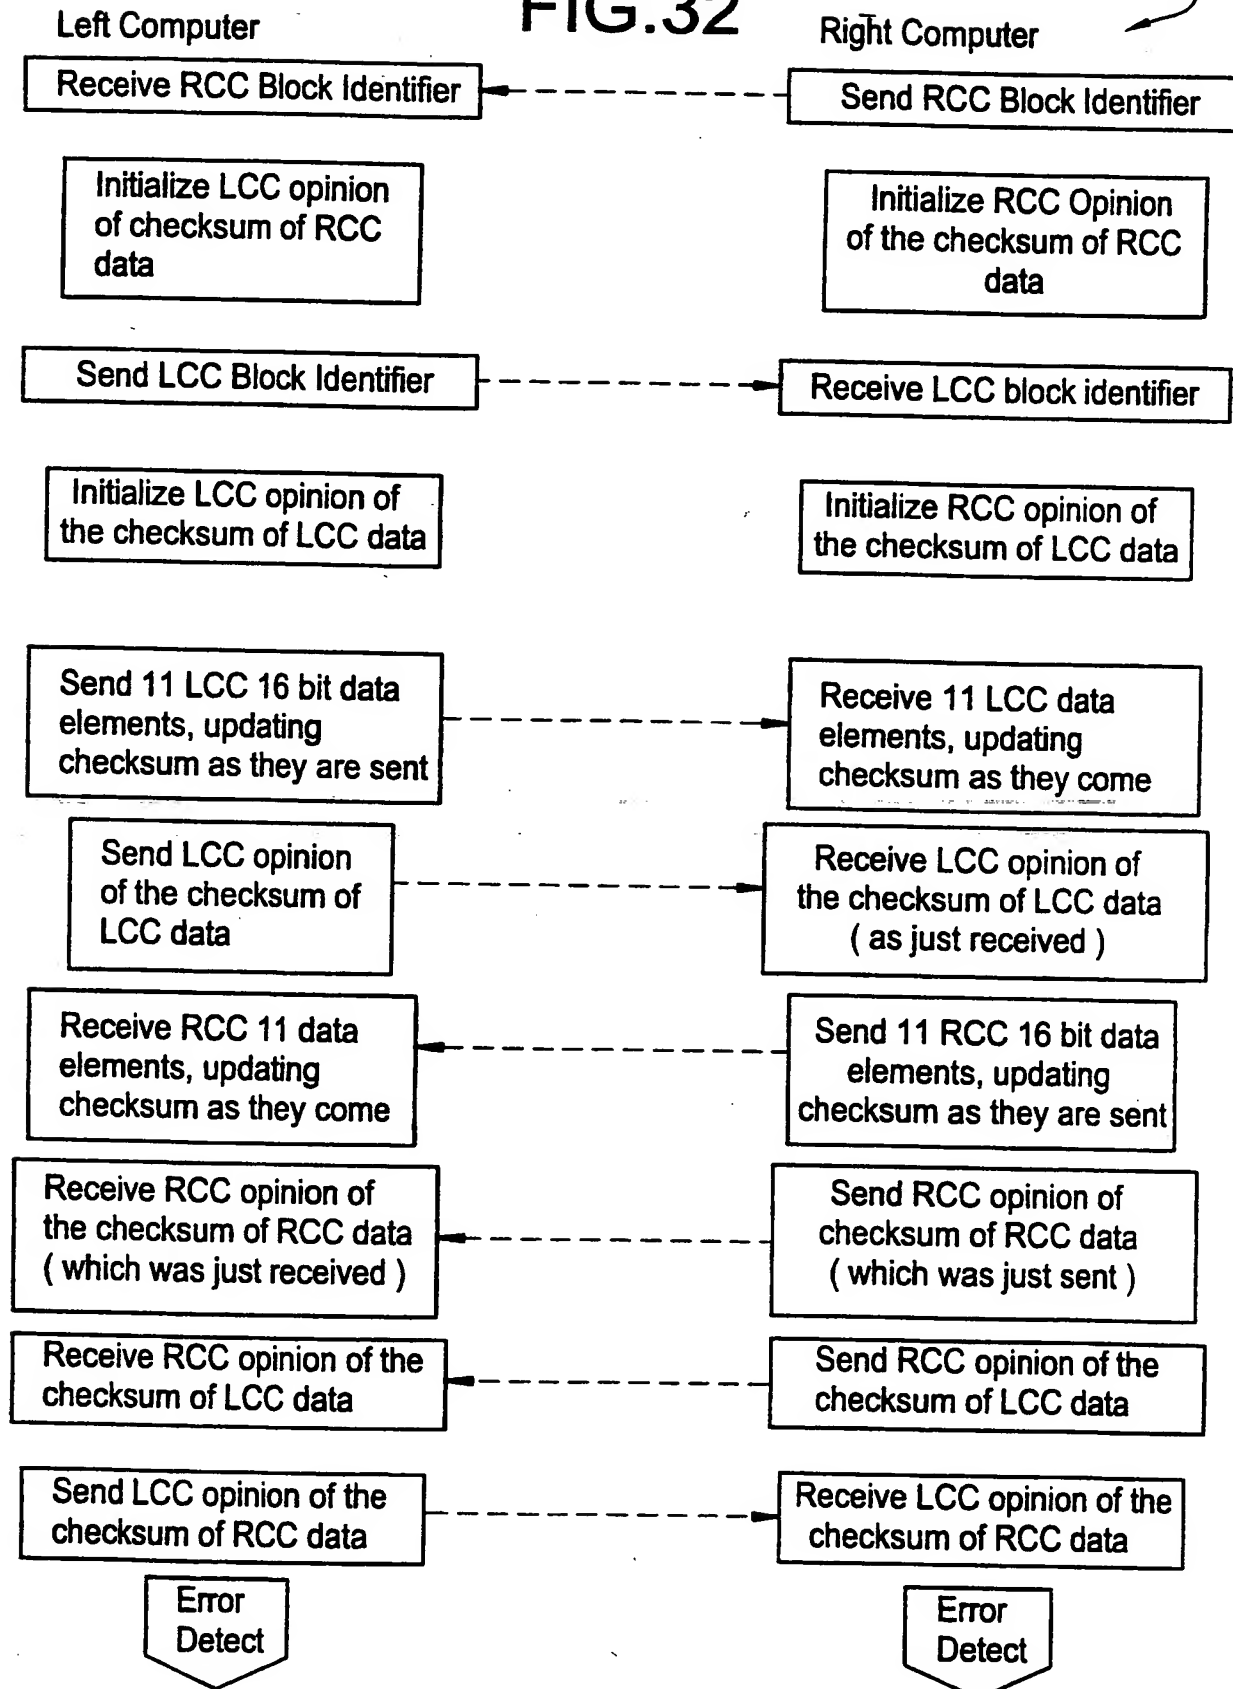 FIG.32
Left Computer
Right Computer
Receive RCC Block Identifier
Send RCC Block Identifier
Initialize LCC opinion
of checksum of RCC
data
Initialize RCC Opinion
of the checksum of RCC
data
Send LCC Block Identifier
Receive LCC block identifier
Initialize LCC opinion of
the checksum of LCC data
Initialize RCC opinion of
the checksum of LCC data
Send 11 LCC 16 bit data
elements, updating
checksum as they are sent
Receive 11 LCC data
elements, updating
checksum as they come
Send LCC opinion
of the checksum of
LCC data
Receive LCC opinion of
the checksum of LCC data
( as just received )
Receive RCC 11 data
elements, updating
checksum as they come
Send 11 RCC 16 bit data
elements, updating
checksum as they are sent
Receive RCC opinion of
the checksum of RCC data
( which was just received )
Send RCC opinion of
checksum of RCC data
( which was just sent )
Receive RCC opinion of the
checksum of LCC data
Send RCC opinion of the
checksum of LCC data
Send LCC opinion of the
checksum of RCC data
Receive LCC opinion of the
checksum of RCC data
Error
Detect
Error
Detect